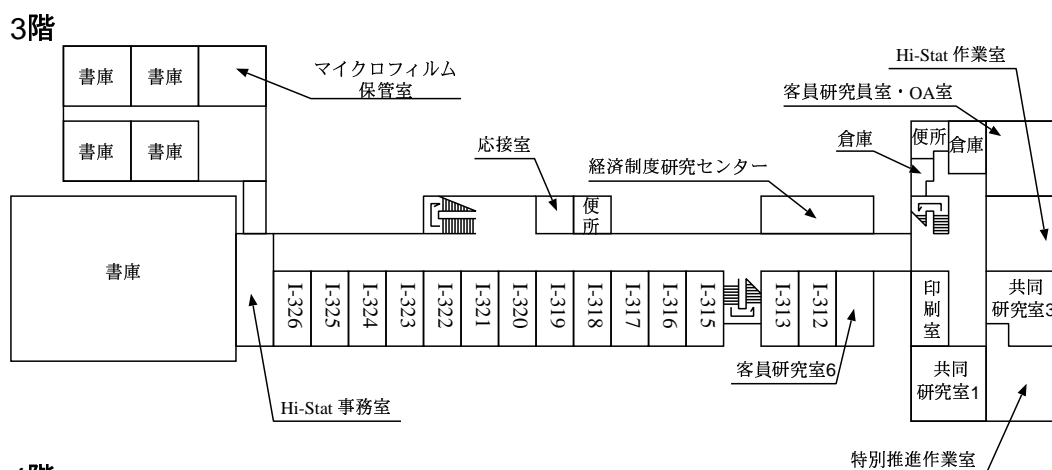 3階
書庫
書庫
マイクロフィルム
保管室
Hi-Stat 作業室
客員研究員室・OA室
書庫
書庫
応接室
経済制度研究センター
倉庫
便所
倉庫
便所
書庫
I-326
I-325
I-324
I-323
I-322
I-321
I-320
I-319
I-318
I-317
I-316
I-315
I-313
I-312
印刷室
共同
研究室3
客員研究室6
共同
研究室1
Hi-Stat 事務室
特別推進作業室